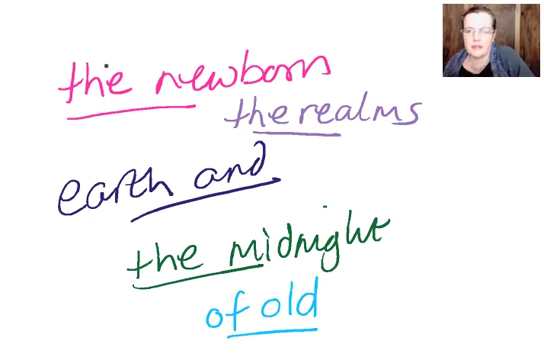 the newborn
the realms
earth and
the midnight
of old